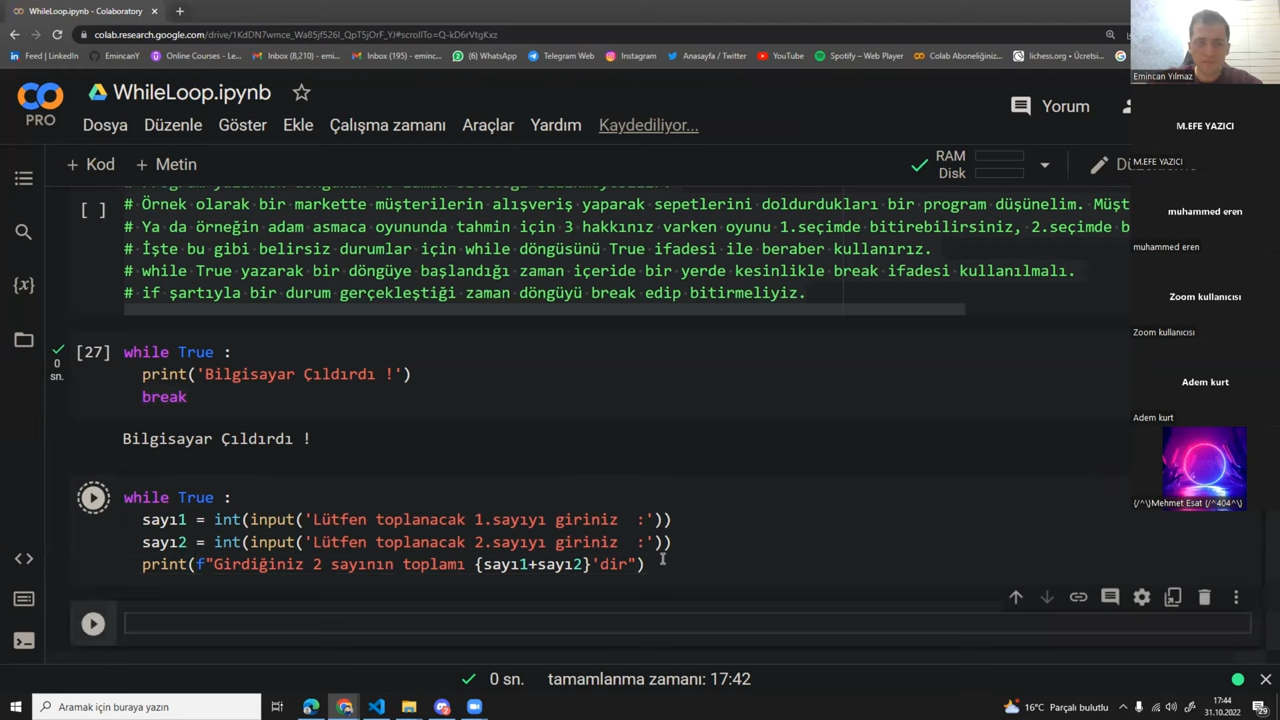 WhileLoop.ipynb - Colaboratory
colab.research.google.com/drive/1KdDN7wmce_Wa85jf526I_QpT5jOrF_YJ#scrollTo=Q-kD6rVtgKxz
Feed | LinkedIn
EmincanY
Online Courses - Le...
Inbox (8,210) - eminc...
Inbox (195) - eminc...
(6) WhatsApp
Telegram Web
Instagram
Anasayfa / Twitter
YouTube
Spotify – Web Player
Colab Aboneliğiniz...
lichess.org • Ücretsi...
Emincan Yılmaz
PRO
WhileLoop.ipynb
Yorum
Dosya Düzenle Göster Ekle Çalışma zamanı Araçlar Yardım Kaydediliyor...
M.EFE YAZICI
M.EFE YAZICI
+ Kod + Metin
RAM
Disk
[ ]
# Örnek olarak bir markette müşterilerin alışveriş yaparak sepetlerini doldurdukları bir program düşünelim. Müşt
# Ya da örneğin adam asmaca oyununda tahmin için 3 hakkınız varken oyunu 1.seçimde bitirebilirsiniz, 2.seçimde b
# İşte bu gibi belirsiz durumlar için while döngüsünü True ifadesi ile beraber kullanırız.
# while True yazarak bir döngüye başlandığı zaman içeride bir yerde kesinlikle break ifadesi kullanılmalı.
# if şartıyla bir durum gerçekleştiği zaman döngüyü break edip bitirmeliyiz.
muhammed eren
muhammed eren
Zoom kullanıcısı
Zoom kullanıcısı
Adem kurt
Adem kurt
(/^\)Mehmet Esat (/^404^\)
0
sn.
[27] while True :
print('Bilgisayar Çıldırdı !')
break
Bilgisayar Çıldırdı !
while True :
sayı1 = int(input('Lütfen toplanacak 1.sayıyı giriniz  :'))
sayı2 = int(input('Lütfen toplanacak 2.sayıyı giriniz  :'))
print(f"Girdiğiniz 2 sayının toplamı {sayı1+sayı2}'dir")
0 sn. tamamlanma zamanı: 17:42
Aramak için buraya yazın
16°C Parçalı bulutlu
17:44
31.10.2022
29